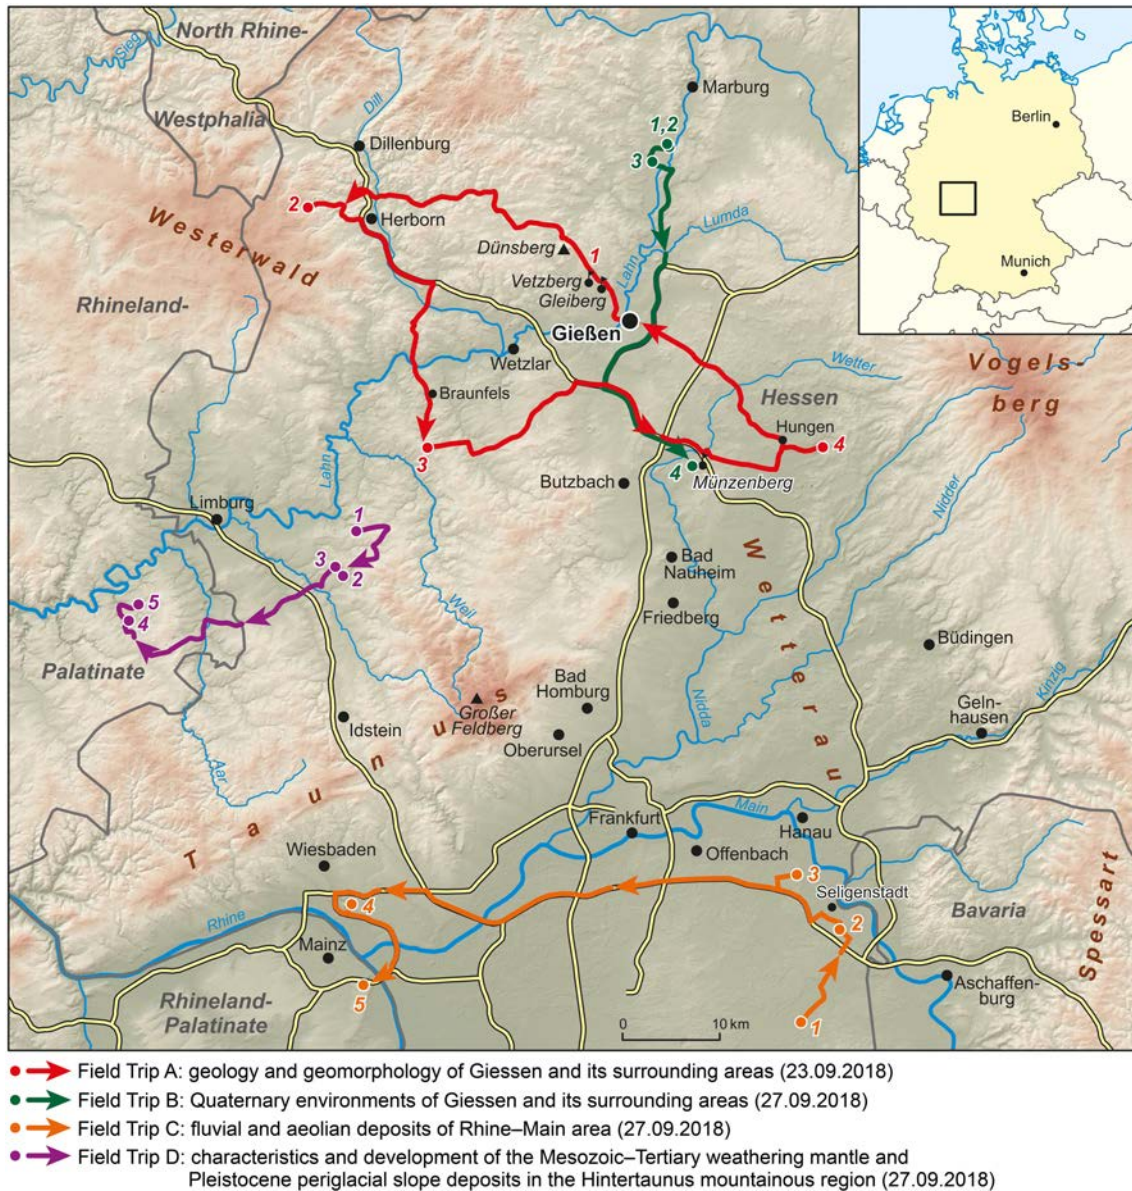 North Rhine-
Sieg
Westphalia
Dill
Dillenburg
Marburg
1,2
3
Berlin
Munich
2
Herborn
Westerwald
Dünsberg
1
Lumda
Vetzberg
Gleiberg
Lahn
Rhineland-
Gießen
Wetzlar
Wetter
Vogels-
berg
Braunfels
Hessen
Hungen
3
4
4
Münzenberg
Butzbach
Lahn
Limburg
Nidder
1
3
2
Bad
Nauheim
Wetterau
5
4
Weil
Friedberg
Büdingen
Palatinate
Kinzig
Bad
Homburg
Geln-
hausen
Großer
Feldberg
Nidda
Idstein
Oberursel
Aar
Taunus
Main
Frankfurt
Hanau
Wiesbaden
Offenbach
3
Seligenstadt
Spessart
4
Bavaria
Rhine
2
Mainz
Aschaffen-
burg
5
Rhineland-
Palatinate
1
0 10 km
Field Trip A: geology and geomorphology of Giessen and its surrounding areas (23.09.2018)
Field Trip B: Quaternary environments of Giessen and its surrounding areas (27.09.2018)
Field Trip C: fluvial and aeolian deposits of Rhine–Main area (27.09.2018)
Field Trip D: characteristics and development of the Mesozoic–Tertiary weathering mantle and
Pleistocene periglacial slope deposits in the Hintertaunus mountainous region (27.09.2018)